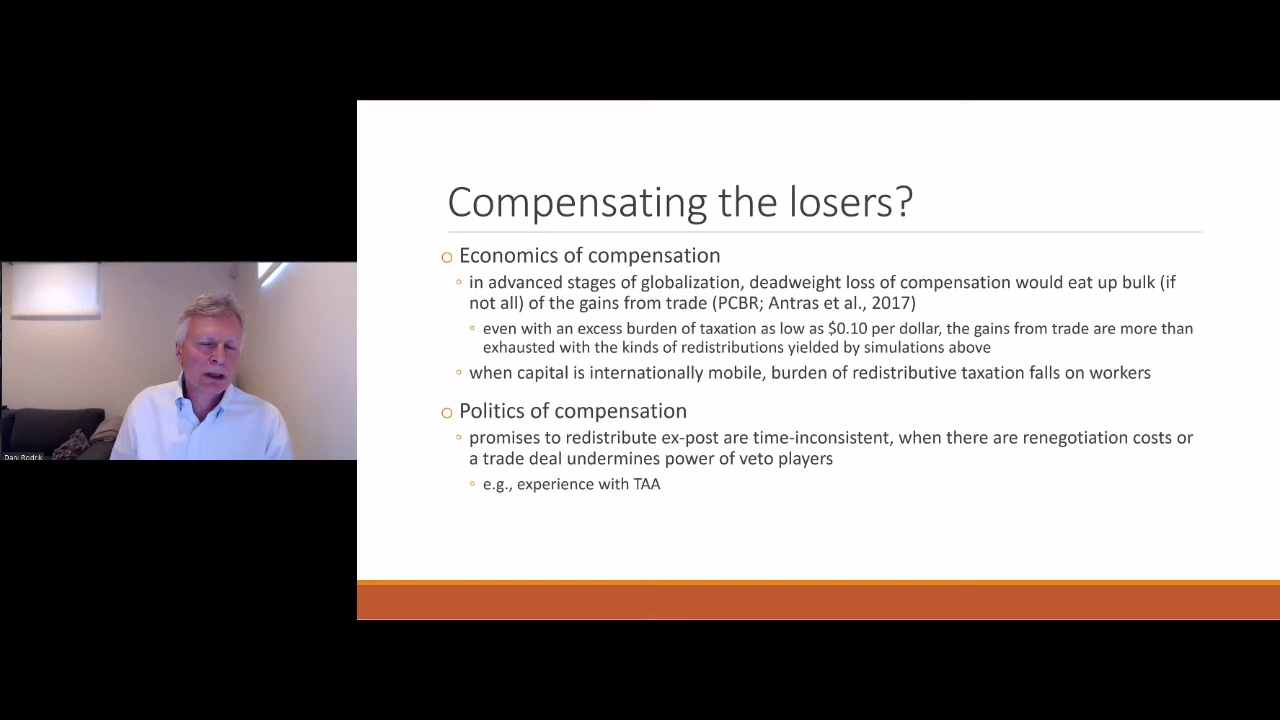 Compensating the losers?
Economics of compensation
in advanced stages of globalization, deadweight loss of compensation would eat up bulk (if
not all) of the gains from trade (PCBR; Antras et al., 2017)
even with an excess burden of taxation as low as $0.10 per dollar, the gains from trade are more than
exhausted with the kinds of redistributions yielded by simulations above
when capital is internationally mobile, burden of redistributive taxation falls on workers
Politics of compensation
promises to redistribute ex-post are time-inconsistent, when there are renegotiation costs or
a trade deal undermines power of veto players
e.g., experience with TAA
Dani Rodrik